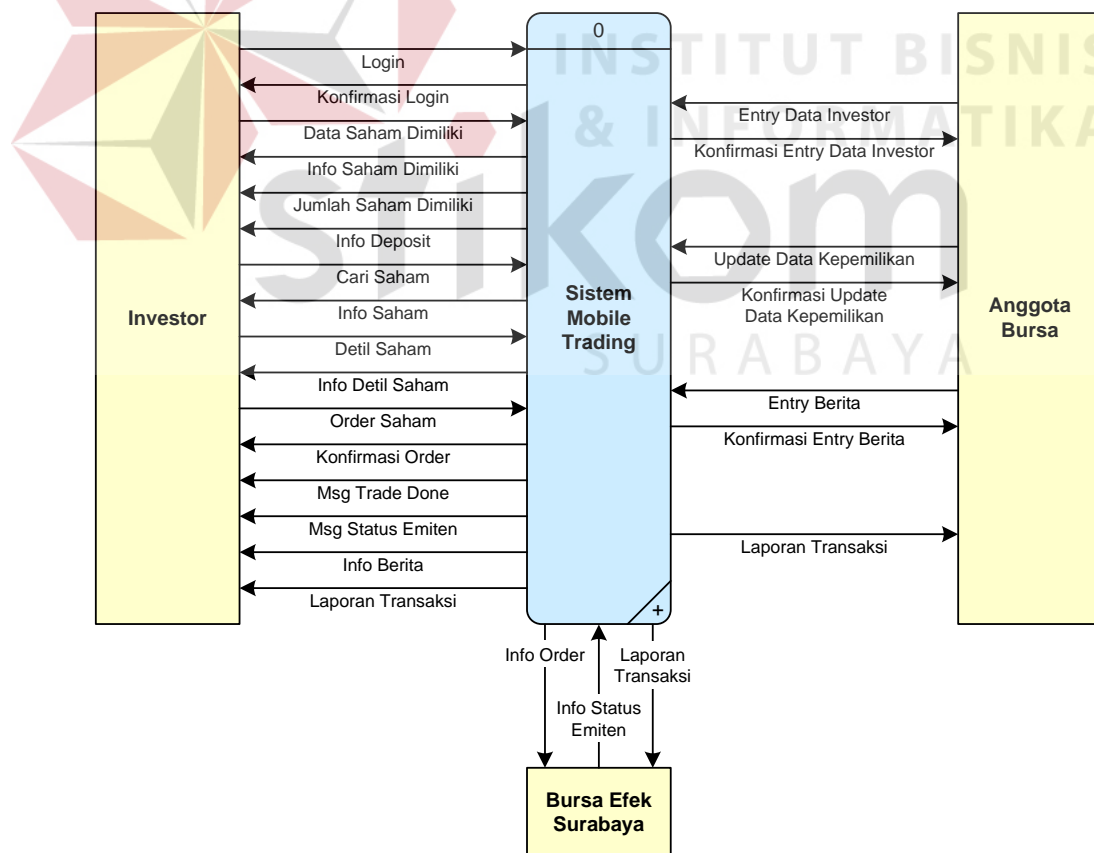 0
INSTITUT BISNIS
& INFORMATIKA
stikom
SURABAYA
Investor
Sistem
Mobile
Trading
Anggota
Bursa
Login
Konfirmasi Login
Data Saham Dimiliki
Info Saham Dimiliki
Jumlah Saham Dimiliki
Info Deposit
Cari Saham
Info Saham
Detil Saham
Info Detil Saham
Order Saham
Konfirmasi Order
Msg Trade Done
Msg Status Emiten
Info Berita
Laporan Transaksi
Entry Data Investor
Konfirmasi Entry Data Investor
Update Data Kepemilikan
Konfirmasi Update
Data Kepemilikan
Entry Berita
Konfirmasi Entry Berita
Laporan Transaksi
+
Info Order
Laporan
Transaksi
Info Status
Emiten
Bursa Efek
Surabaya